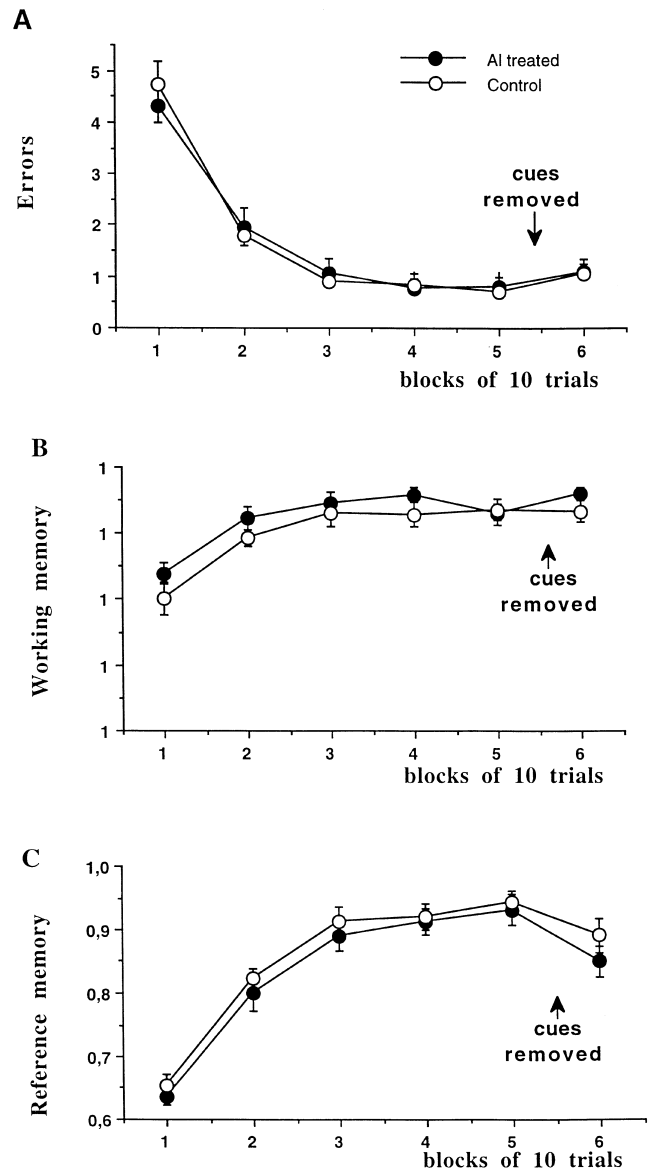 A
Al treated
Control
Errors
5
4
3
2
1
0
cues
removed
1 2 3 4 5 6
blocks of 10 trials
B
Working memory
1
1
1
1
1
cues
removed
1 2 3 4 5 6
blocks of 10 trials
C
Reference memory
1,0
0,9
0,8
0,7
0,6
cues
removed
1 2 3 4 5 6
blocks of 10 trials